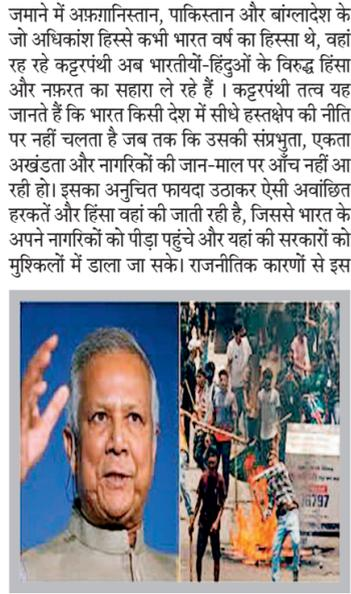 जमाने में अफ़ग़ानिस्तान, पाकिस्तान और बांग्लादेश के
जो अधिकांश हिस्से कभी भारत वर्ष का हिस्सा थे, वहां
रह रहे कट्टरपंथी अब भारतीयों-हिंदुओं के विरुद्ध हिंसा
और नफ़रत का सहारा ले रहे हैं । कट्टरपंथी तत्व यह
जानते हैं कि भारत किसी देश में सीधे हस्तक्षेप की नीति
पर नहीं चलता है जब तक कि उसकी संप्रभुता, एकता
अखंडता और नागरिकों की जान-माल पर आँच नहीं आ
रही हो। इसका अनुचित फायदा उठाकर ऐसी अवांछित
हरकतें और हिंसा वहां की जाती रही है, जिससे भारत के
अपने नागरिकों को पीड़ा पहुंचे और यहां की सरकारों को
मुश्किलों में डाला जा सके। राजनीतिक कारणों से इस